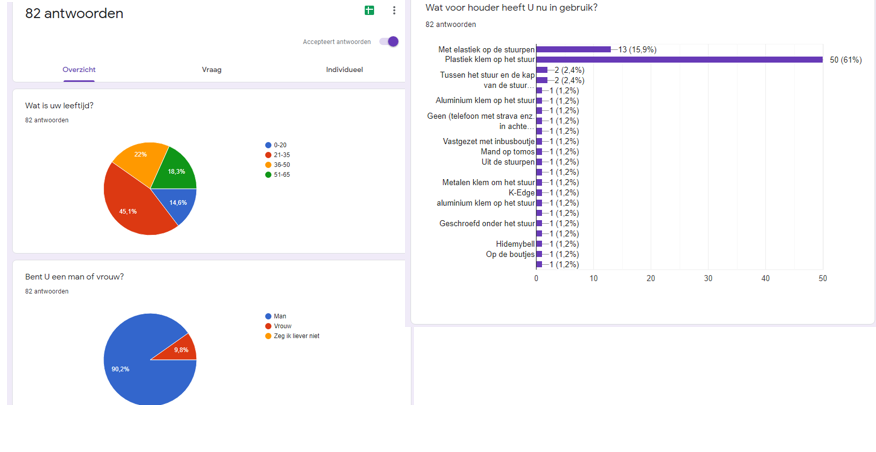 82 antwoorden
Accepteert antwoorden
Overzicht
Vraag
Individueel
Wat is uw leeftijd?
82 antwoorden
22%
18,3%
45,1%
14,6%
0-20
21-35
36-50
51-65
Bent U een man of vrouw?
82 antwoorden
9,8%
90,2%
Man
Vrouw
Zeg ik liever niet
Wat voor houder heeft U nu in gebruik?
82 antwoorden
Met elastiek op de stuurpen
13 (15,9%)
Plastiek klem op het stuur
50 (61%)
2 (2,4%)
Tussen het stuur en de kap
van de stuur…
2 (2,4%)
1 (1,2%)
Aluminium klem op het stuur
1 (1,2%)
1 (1,2%)
Geen (telefoon met strava enz
in achte…
1 (1,2%)
1 (1,2%)
Vastgezet met inbusboutje
1 (1,2%)
Mand op tomos
1 (1,2%)
Uit de stuurpen
1 (1,2%)
1 (1,2%)
Metalen klem om het stuur
1 (1,2%)
K-Edge
1 (1,2%)
aluminium klem op het stuur
1 (1,2%)
1 (1,2%)
Geschroefd onder het stuur
1 (1,2%)
1 (1,2%)
Hidemybell
1 (1,2%)
Op de boutjes
1 (1,2%)
1 (1,2%)
0 10 20 30 40 50